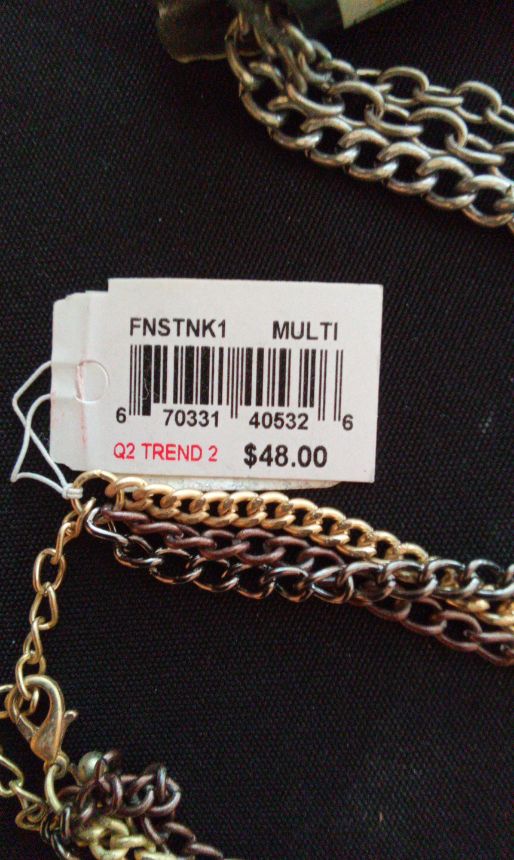 FNSTNK1 MULTI
6 70331 40532 6
Q2 TREND 2 $48.00